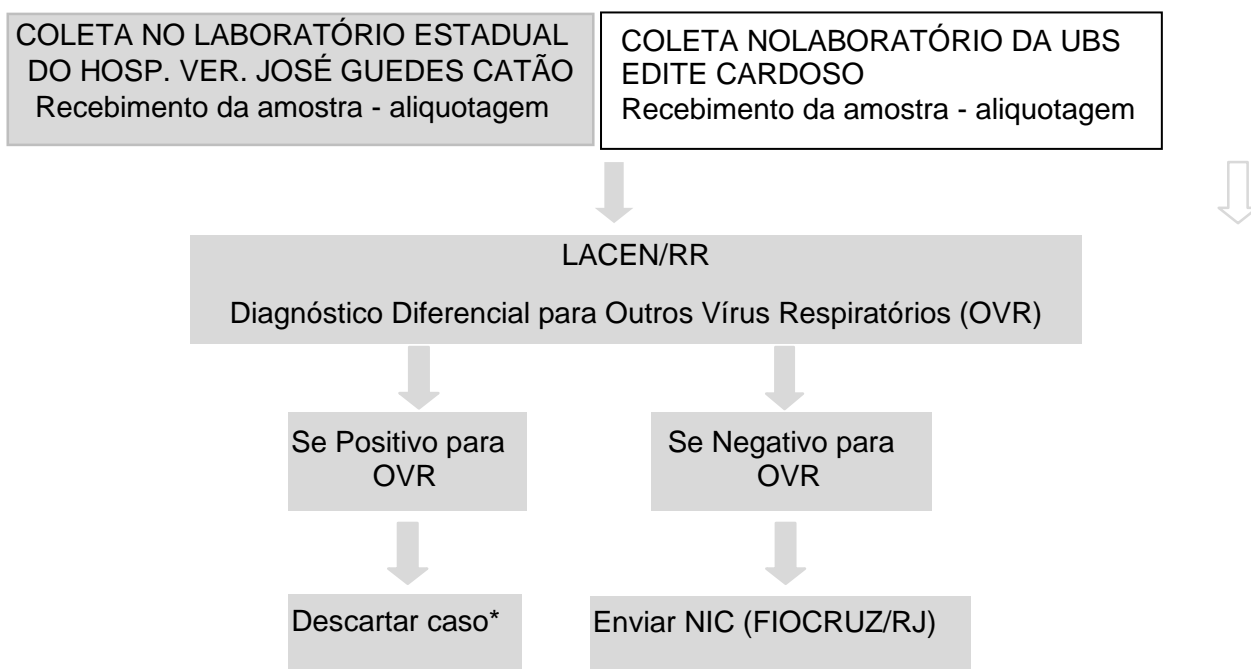 COLETA NO LABORATÓRIO ESTADUAL
DO HOSP. VER. JOSÉ GUEDES CATÃO
Recebimento da amostra - aliquotagem
COLETA NOLABORATÓRIO DA UBS
EDITE CARDOSO
Recebimento da amostra - aliquotagem
LACEN/RR
Diagnóstico Diferencial para Outros Vírus Respiratórios (OVR)
Se Positivo para
OVR
Se Negativo para
OVR
Descartar caso*
Enviar NIC (FIOCRUZ/RJ)